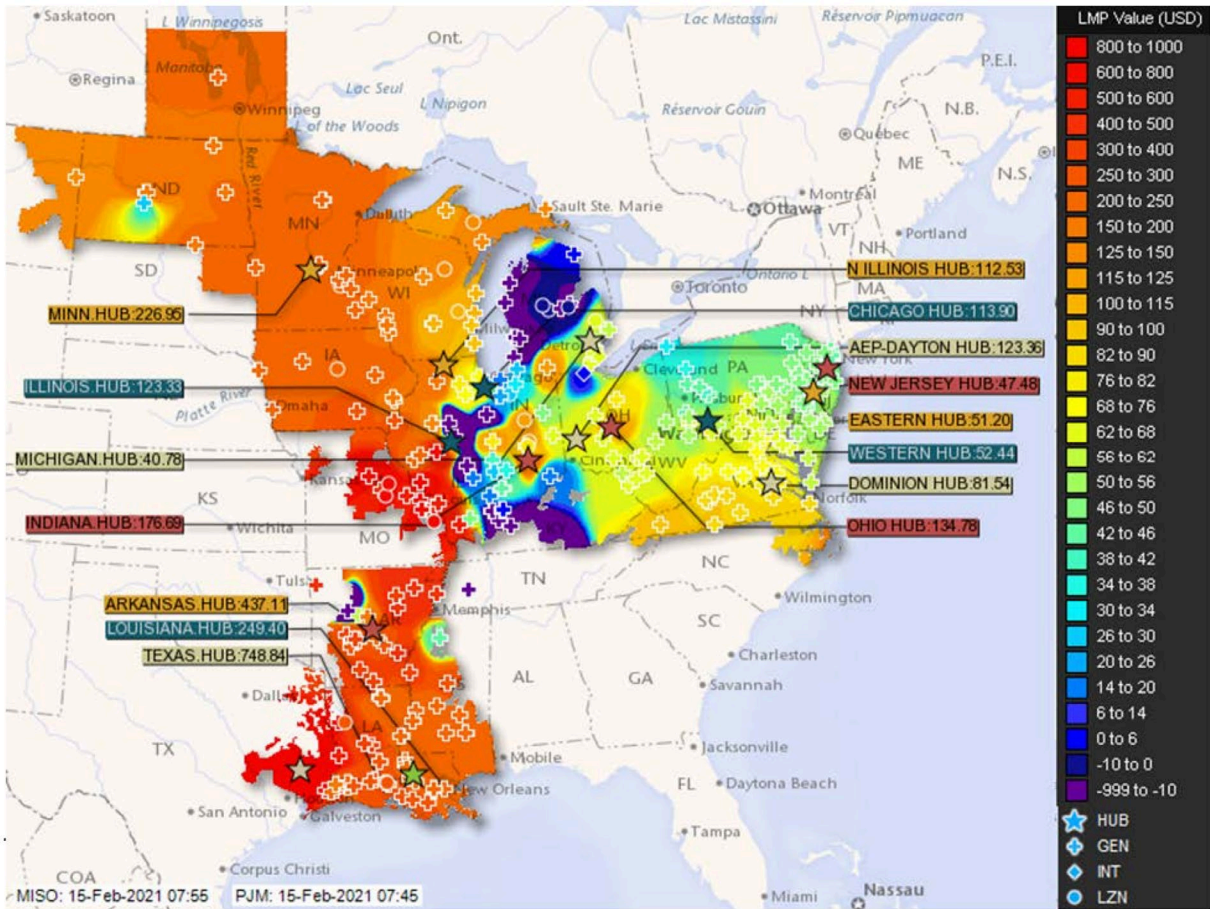 Saskatoon
L Winnipegosis
Ont.
Lac Mistassini
Réservoir Pipmuacan
L Manitoba
Regina
Winnipeg
Lac Seul
L Nipigon
Réservoir Gouin
P.E.I.
L of the Woods
Québec
N.B.
ME
N.S.
ND
Red River
MN
Duluth
Sault Ste. Marie
Montréal
Ottawa
VT
Portland
NH
SD
WI
Ontario L
MA
Toronto
NY
N ILLINOIS HUB:112.53
MINN.HUB:226.95
CHICAGO HUB:113.90
IA
Detroit
AEP-DAYTON HUB:123.36
Cleveland
PA
New York
ILLINOIS.HUB:123.33
NEW JERSEY HUB:47.48
Platte River
Omaha
IN
OH
EASTERN HUB:51.20
MICHIGAN.HUB:40.78
WV
WESTERN HUB:52.44
KS
DOMINION HUB:81.54
Norfolk
INDIANA.HUB:176.69
Wichita
MO
KY
OHIO HUB:134.78
NC
TN
ARKANSAS.HUB:437.11
Memphis
Wilmington
LOUISIANA.HUB:249.40
AR
SC
TEXAS.HUB:748.84
AL
GA
Charleston
Savannah
TX
LA
Mobile
Jacksonville
New Orleans
FL
Daytona Beach
San Antonio
Galveston
Tampa
Corpus Christi
COA
Miami
Nassau
MISO: 15-Feb-2021 07:55
PJM: 15-Feb-2021 07:45
LMP Value (USD)
800 to 1000
600 to 800
500 to 600
400 to 500
300 to 400
250 to 300
200 to 250
150 to 200
125 to 150
115 to 125
100 to 115
90 to 100
82 to 90
76 to 82
68 to 76
62 to 68
56 to 62
50 to 56
46 to 50
42 to 46
38 to 42
34 to 38
30 to 34
26 to 30
20 to 26
14 to 20
6 to 14
0 to 6
-10 to 0
-999 to -10
HUB
GEN
INT
LZN